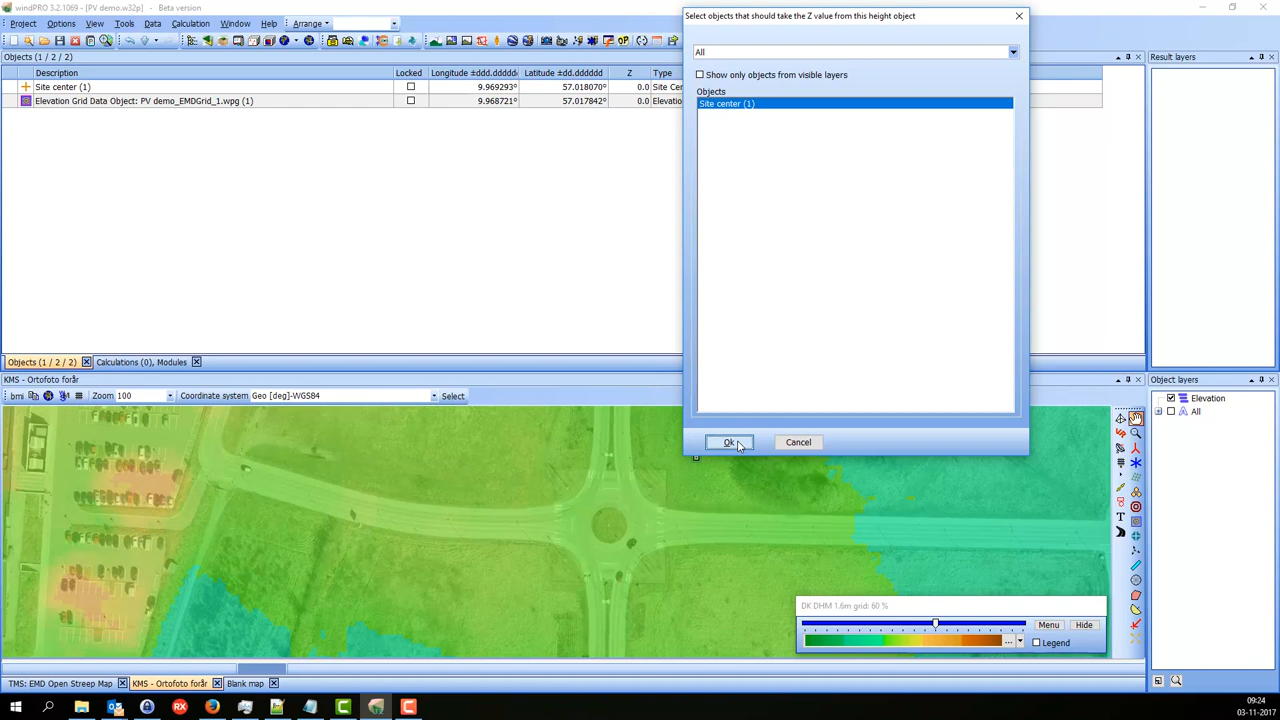 windPRO 3.2.1069 - [PV demo.w32p] Beta version
Project Options View Tools Data Calculation Climate Window Help Arrange
Objects (1 / 2 / 2)
Description Locked Longitude ±ddd.ddddd Latitude ±dd.dddddd Z Type
Site center (1) 9.969293° 57.018070° 0.0 Site Cen
Elevation Grid Data Object: PV demo_EMDGrid_1.wpg (1) 9.968721° 57.017842° 0.0 Elevatio
Select objects that should take the Z value from this height object
All
Show only objects from visible layers
Objects
Site center (1)
Ok Cancel
Result layers
Objects (1 / 2 / 2) Calculations (0), Modules
KMS - Ortofoto forår
bmi Zoom 100 Coordinate system Geo [deg]-WGS84 Select
Object layers
Elevation
All
DK DHM 1.6m grid: 60 %
Menu Hide
... Legend
TMS: EMD Open Streep Map KMS - Ortofoto forår Blank map
09:24
03-11-2017